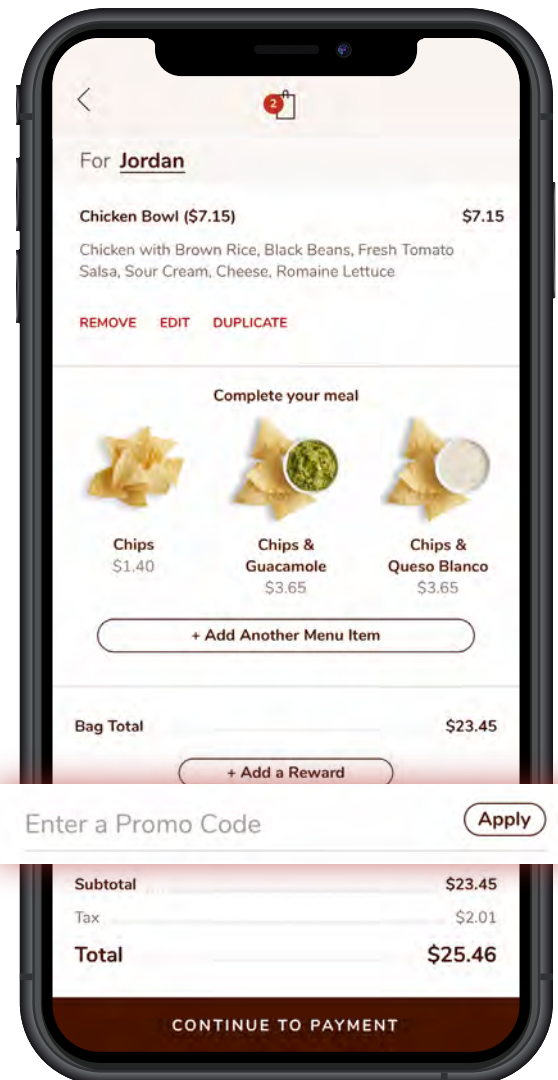 2
For Jordan
Chicken Bowl ($7.15) $7.15
Chicken with Brown Rice, Black Beans, Fresh Tomato
Salsa, Sour Cream, Cheese, Romaine Lettuce
REMOVE EDIT DUPLICATE
Complete your meal
Chips
$1.40
Chips &
Guacamole
$3.65
Chips &
Queso Blanco
$3.65
+ Add Another Menu Item
Bag Total $23.45
+ Add a Reward
Enter a Promo Code Apply
Subtotal $23.45
Tax $2.01
Total $25.46
CONTINUE TO PAYMENT